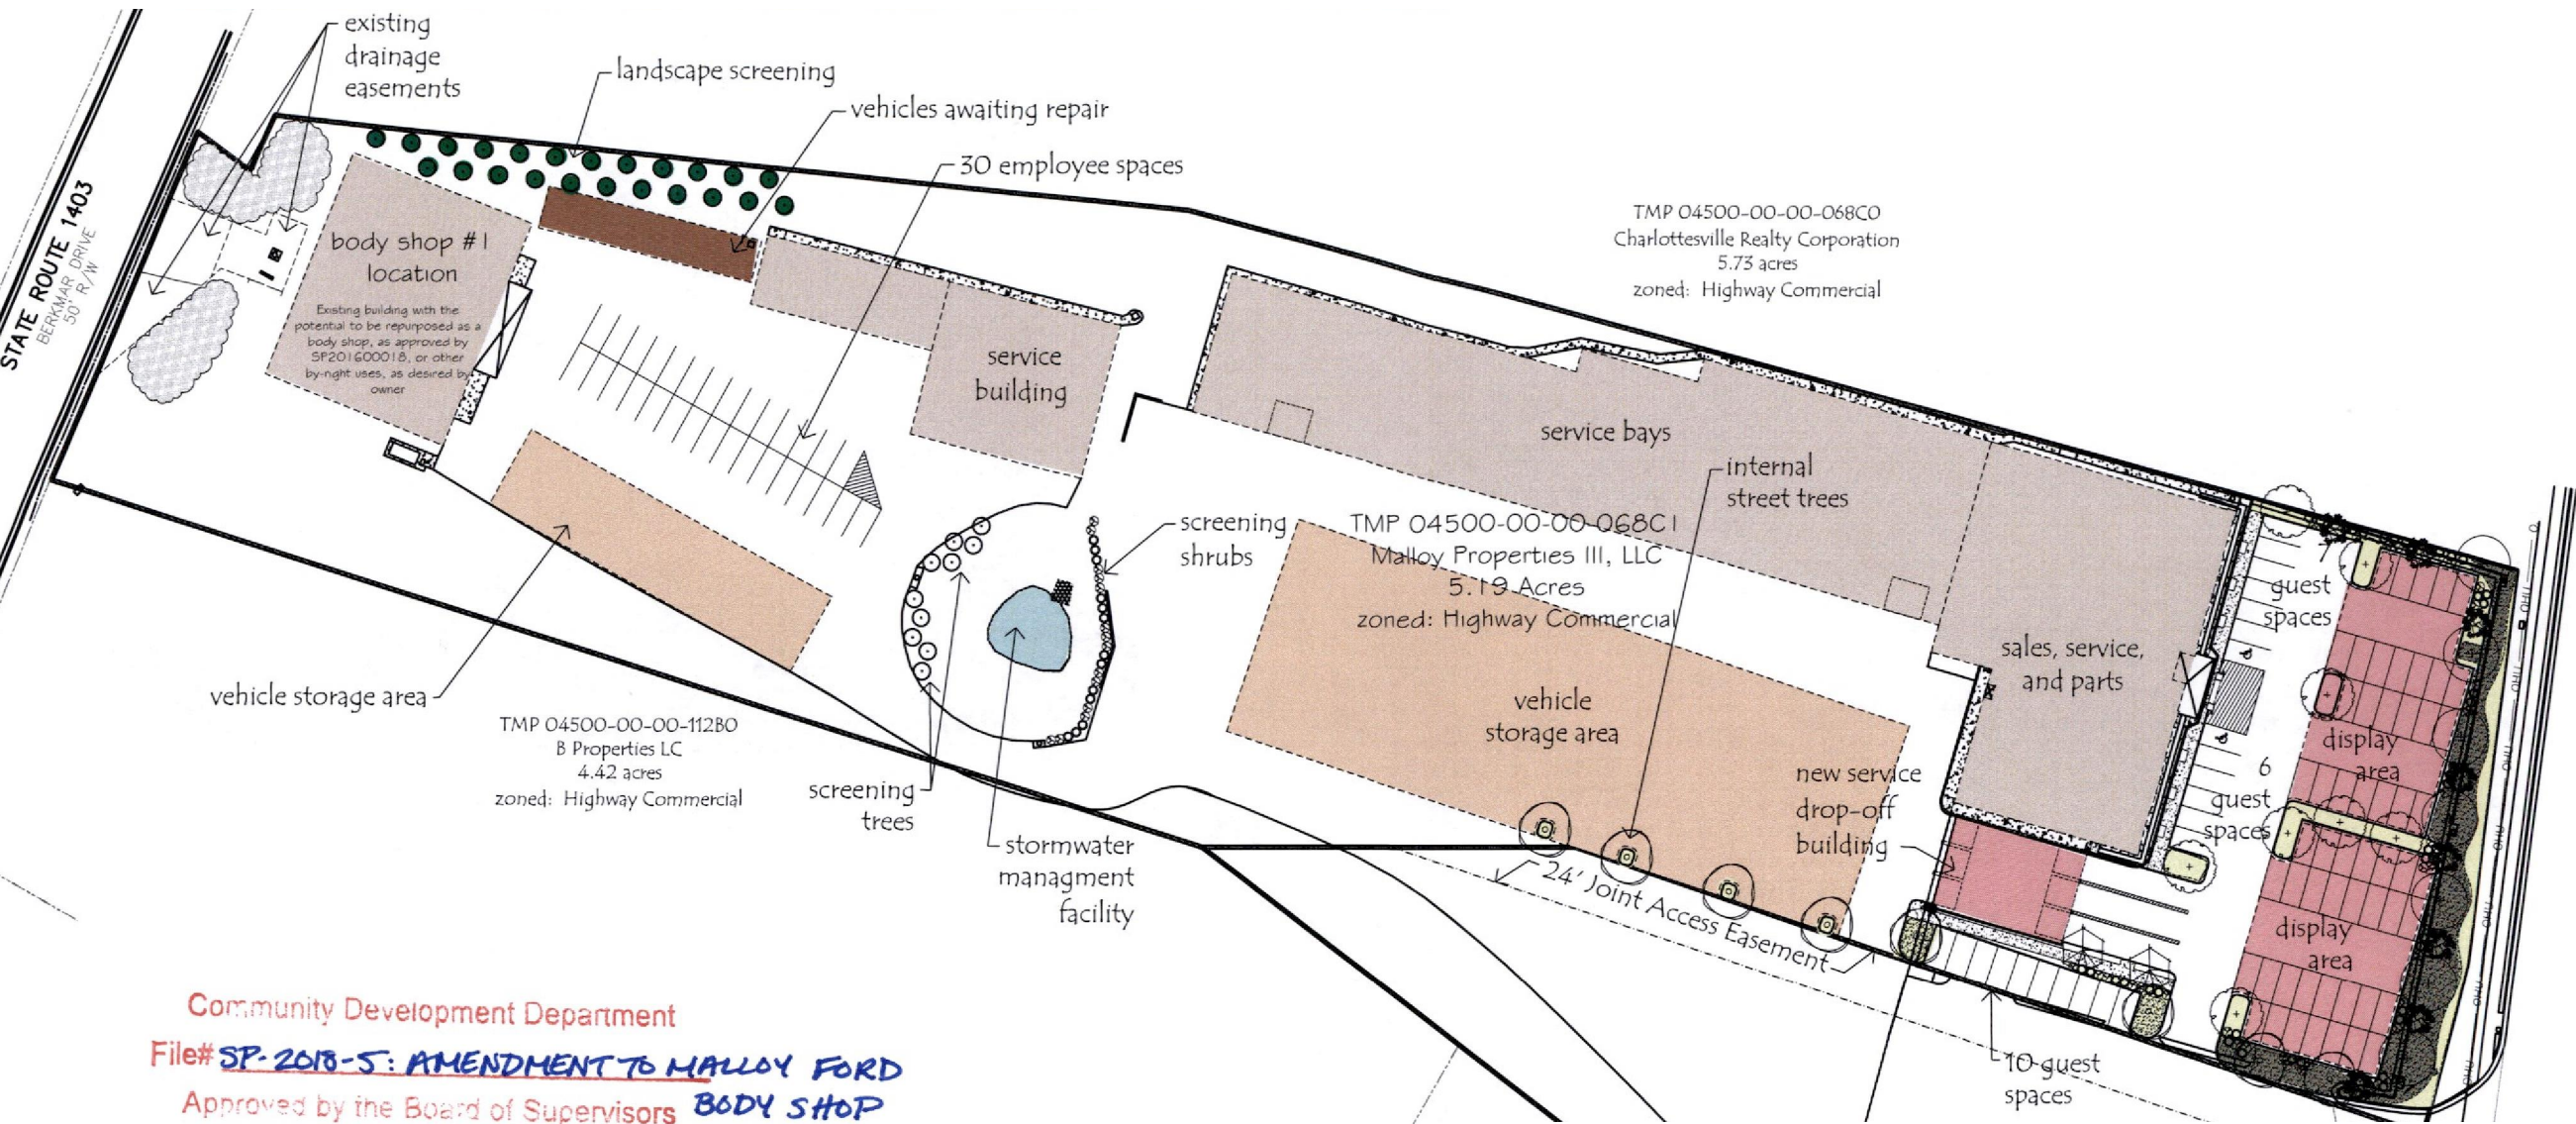 existing
drainage
easements
landscape screening
vehicles awaiting repair
30 employee spaces
STATE ROUTE 1403
BERKMAR DRIVE
50' R/W
body shop #1
location
Existing building with the
potential to be repurposed as a
body shop, as approved by
SP201600018, or other
by-right uses, as desired by
owner
service
building
TMP 04500-00-00-068C0
Charlottesville Realty Corporation
5.73 acres
zoned: Highway Commercial
service bays
internal
street trees
screening
shrubs
TMP 04500-00-00-068C1
Malloy Properties III, LLC
5.19 Acres
zoned: Highway Commercial
7
guest
spaces
sales, service,
and parts
vehicle storage area
vehicle
storage area
display
area
TMP 04500-00-00-112B0
B Properties LC
4.42 acres
zoned: Highway Commercial
new service
drop-off
building
6
guest
spaces
screening
trees
stormwater
managment
facility
24' Joint Access Easement
display
area
10 guest
spaces
OHU
OHU
OHU
OHU
OHU
OHU
OHU
Community Development Department
File# SP-2018-5: AMENDMENT TO MALLOY FORD
Approved by the Board of Supervisors BODY SHOP